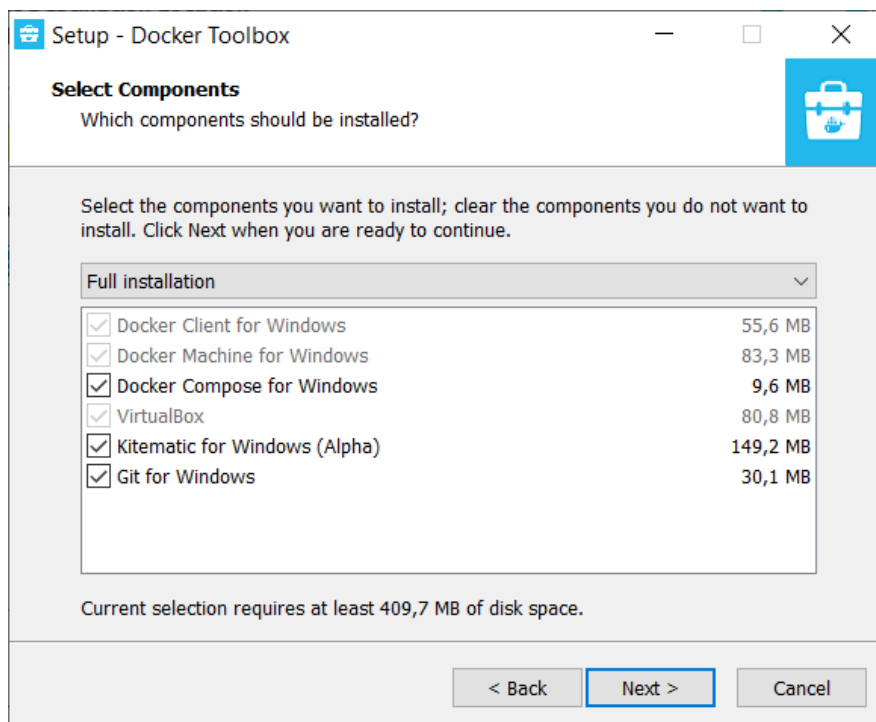 Setup - Docker Toolbox
Select Components
Which components should be installed?
Select the components you want to install; clear the components you do not want to
install. Click Next when you are ready to continue.
Full installation
Docker Client for Windows 55,6 MB
Docker Machine for Windows 83,3 MB
Docker Compose for Windows 9,6 MB
VirtualBox 80,8 MB
Kitematic for Windows (Alpha) 149,2 MB
Git for Windows 30,1 MB
Current selection requires at least 409,7 MB of disk space.
< Back Next > Cancel